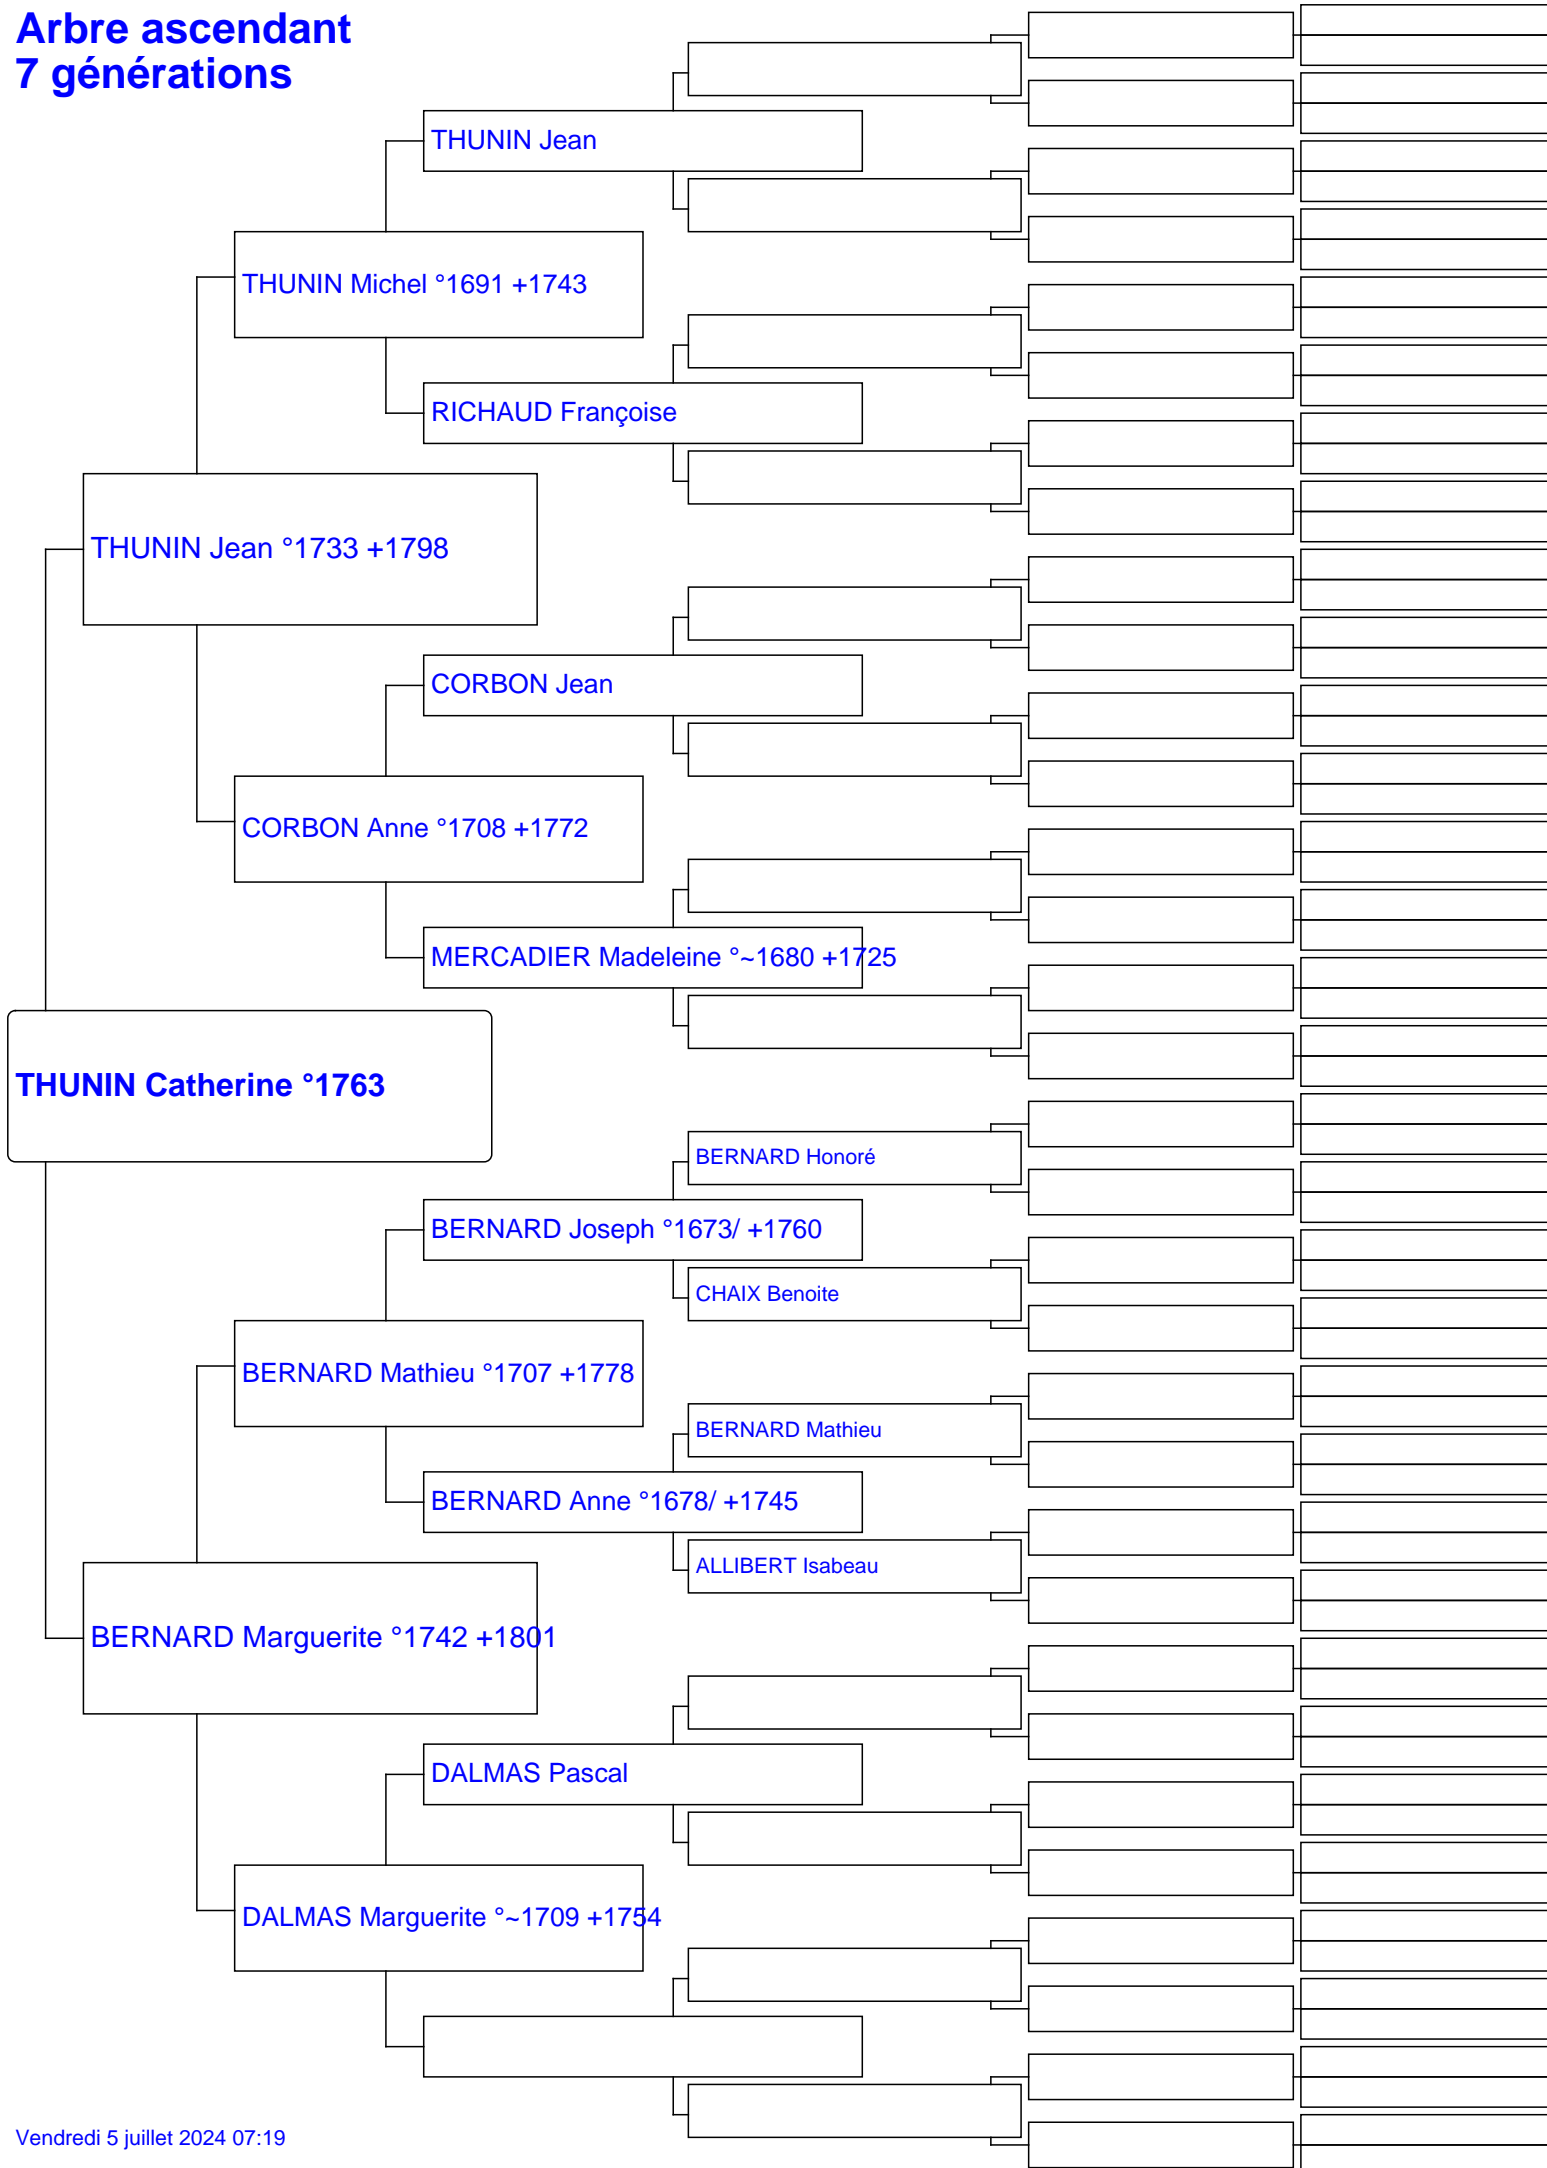 Arbre ascendant
7 générations
THUNIN Jean
THUNIN Michel °1691 +1743
RICHAUD Françoise
THUNIN Jean °1733 +1798
CORBON Jean
CORBON Anne °1708 +1772
MERCADIER Madeleine °~1680 +1725
THUNIN Catherine °1763
BERNARD Honoré
BERNARD Joseph °1673/ +1760
CHAIX Benoite
BERNARD Mathieu °1707 +1778
BERNARD Mathieu
BERNARD Anne °1678/ +1745
ALLIBERT Isabeau
BERNARD Marguerite °1742 +1801
DALMAS Pascal
DALMAS Marguerite °~1709 +1754
Vendredi 5 juillet 2024 07:19